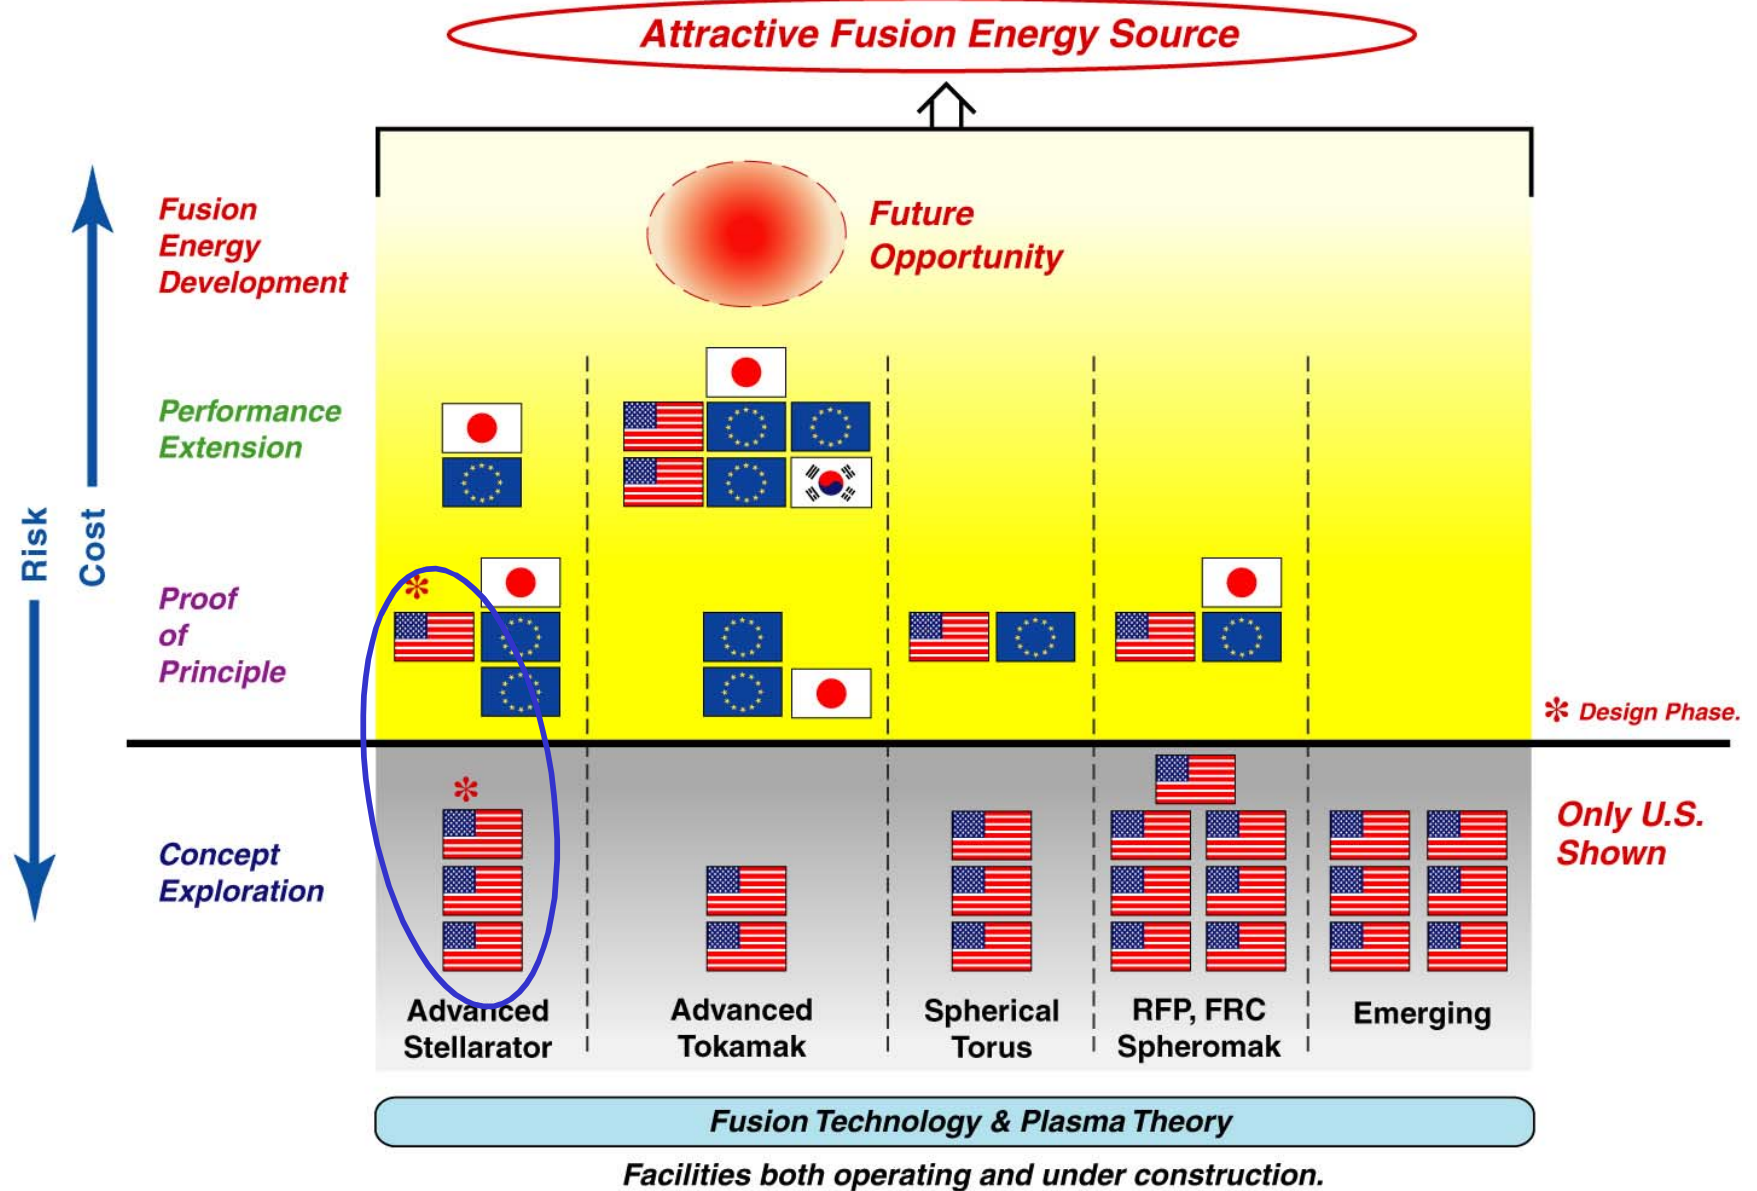 Attractive Fusion Energy Source
Fusion
Energy
Development
Future
Opportunity
Performance
Extension
Risk
Cost
*
Proof
of
Principle
* Design Phase.
*
Only U.S.
Shown
Concept
Exploration
Advanced
Stellarator
Advanced
Tokamak
Spherical
Torus
RFP, FRC
Spheromak
Emerging
Fusion Technology & Plasma Theory
Facilities both operating and under construction.